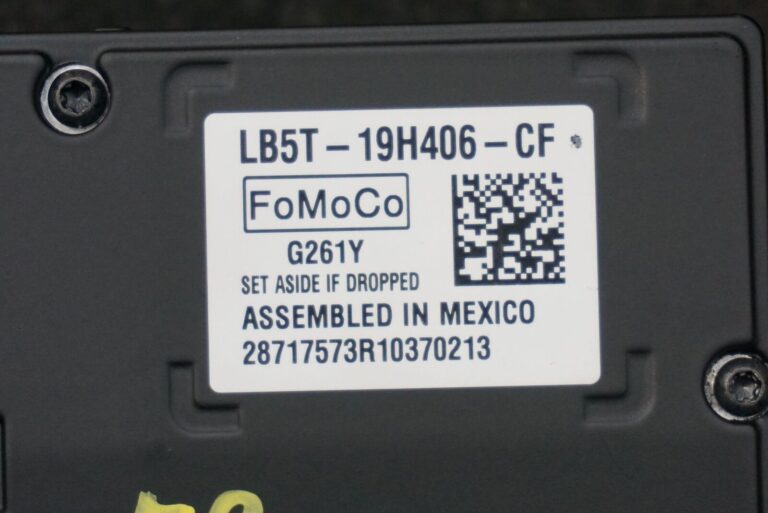 LB5T-19H406-CF
FoMoCo
G261Y
SET ASIDE IF DROPPED
ASSEMBLED IN MEXICO
28717573R10370213